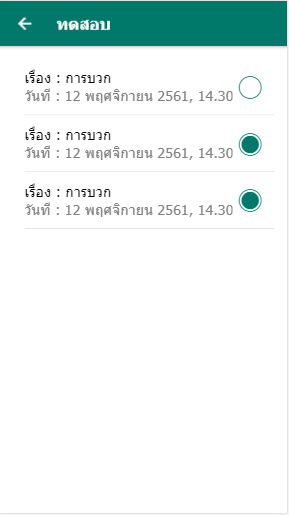 ทดสอบ
เรื่อง : การบวก
วันที่ : 12 พฤศจิกายน 2561, 14.30
เรื่อง : การบวก
วันที่ : 12 พฤศจิกายน 2561, 14.30
เรื่อง : การบวก
วันที่ : 12 พฤศจิกายน 2561, 14.30